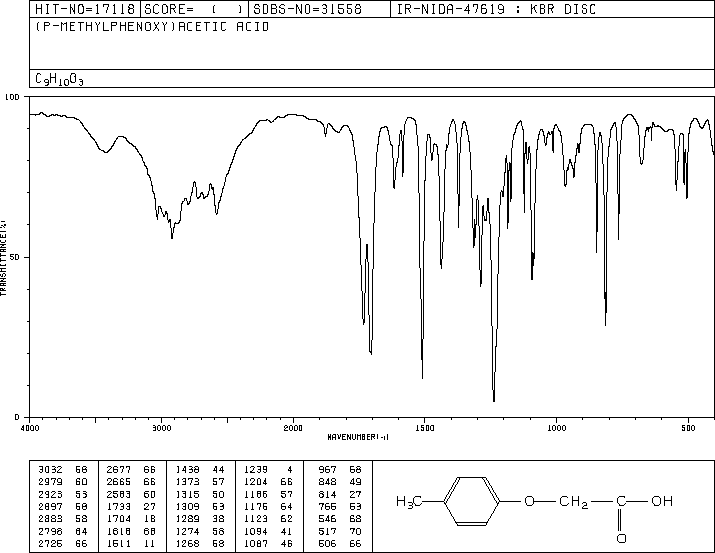 HIT-NO=17118 SCORE= ( ) SDBS-NO=31558 IR-NIDA-47619 : KBR DISC
(P-METHYLPHENOXY)ACETIC ACID
C9H10O3
100
50
0
TRANSMITTANCE(%)
4000 3000 2000 1500 1000 500
WAVENUMBER(-1)
3032 58 2677 66 1438 44 1239 4 967 68
2979 60 2665 66 1373 57 1204 66 848 49
2923 53 2583 60 1315 50 1186 57 814 27
2897 58 1733 27 1309 53 1176 64 765 53
2883 58 1704 18 1289 38 1123 62 546 68
2798 64 1618 68 1274 58 1094 41 517 70
2725 66 1511 11 1268 58 1087 46 506 66
H3C O CH2 C OH
O